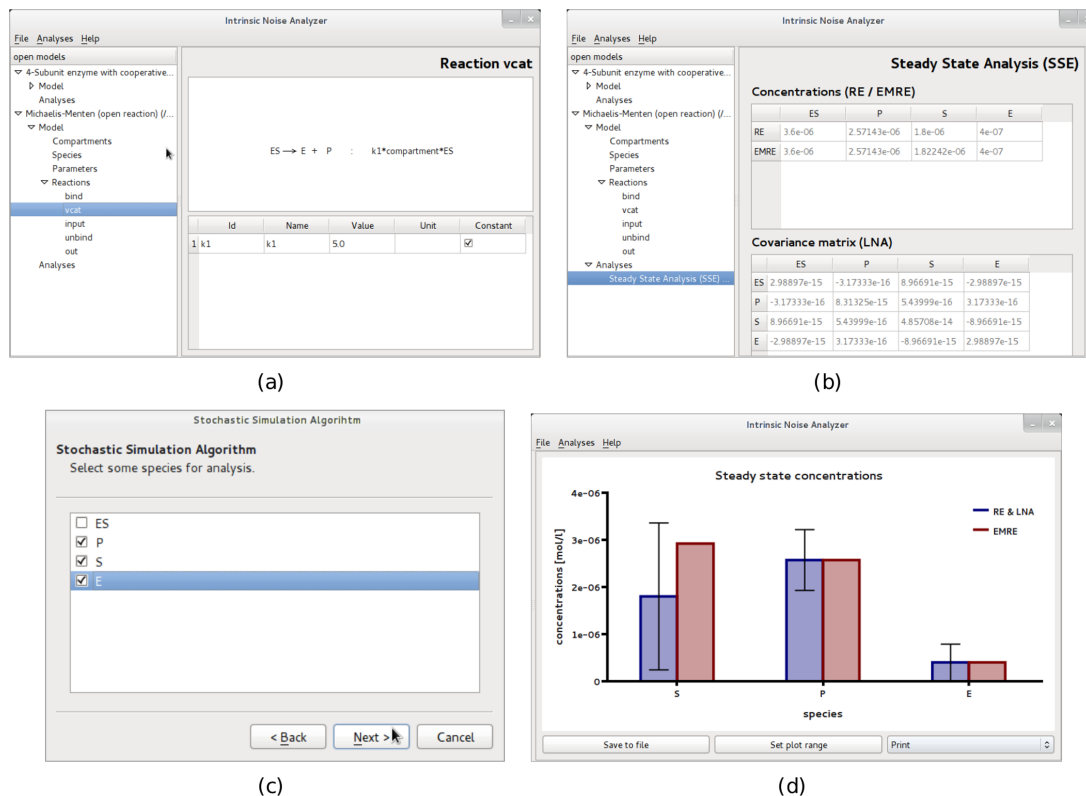 Intrinsic Noise Analyzer
File Analyses Help
open models
4-Subunit enzyme with cooperative...
Model
Analyses
Michaelis-Menten (open reaction) (/...
Model
Compartments
Species
Parameters
Reactions
bind
vcat
input
unbind
out
Analyses
Reaction vcat
ES → E + P : k1*compartment*ES
Id Name Value Unit Constant
1 k1 k1 5.0
(a)
Intrinsic Noise Analyzer
File Analyses Help
open models
4-Subunit enzyme with cooperative...
Model
Analyses
Michaelis-Menten (open reaction) (/...
Model
Compartments
Species
Parameters
Reactions
bind
vcat
input
unbind
out
Analyses
Steady State Analysis (SSE)...
Steady State Analysis (SSE)
Concentrations (RE / EMRE)
ES P S E
RE 3.6e-06 2.57143e-06 1.8e-06 4e-07
EMRE 3.6e-06 2.57143e-06 1.82242e-06 4e-07
Covariance matrix (LNA)
ES P S E
ES 2.98897e-15 -3.17333e-16 8.96691e-15 -2.98897e-15
P -3.17333e-16 8.31325e-15 5.43999e-16 3.17333e-16
S 8.96691e-15 5.43999e-16 4.85708e-14 -8.96691e-15
E -2.98897e-15 3.17333e-16 -8.96691e-15 2.98897e-15
(b)
Stochastic Simulation Algorihtm
Stochastic Simulation Algorithm
Select some species for analysis.
ES
P
S
E
< Back Next > Cancel
(c)
Intrinsic Noise Analyzer
File Analyses Help
Steady state concentrations
4e-06
3e-06
2e-06
1e-06
0
concentrations [mol/l]
RE & LNA
EMRE
S P E
species
Save to file Set plot range Print
(d)